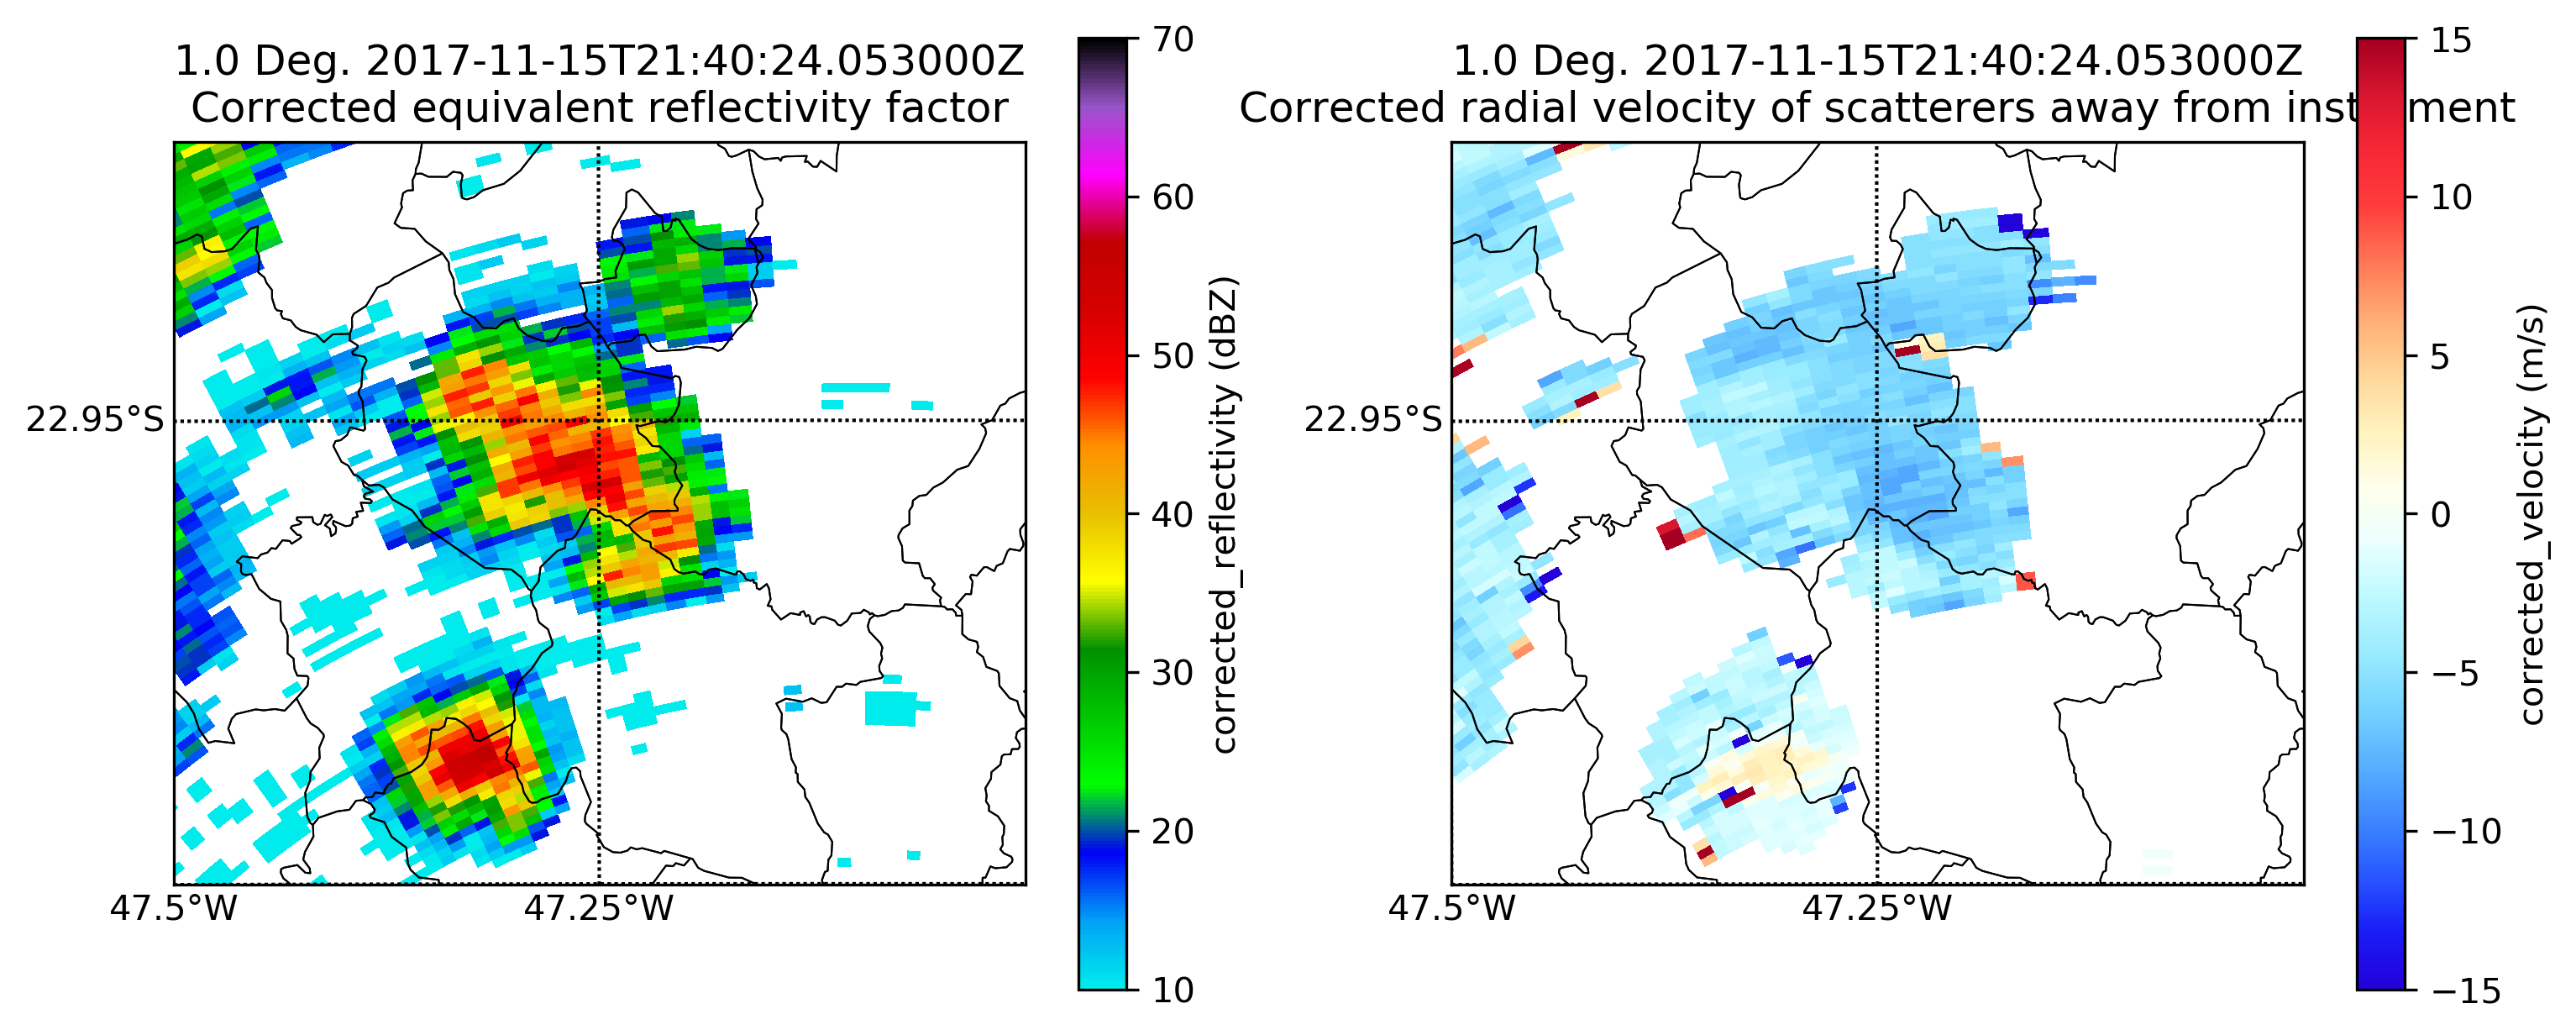 1.0 Deg. 2017-11-15T21:40:24.053000Z
Corrected equivalent reflectivity factor
22.95°S
47.5°W
47.25°W
70
60
50
40
30
20
10
corrected_reflectivity (dBZ)
1.0 Deg. 2017-11-15T21:40:24.053000Z
Corrected radial velocity of scatterers away from inst ment
22.95°S
47.5°W
47.25°W
15
10
5
0
−5
−10
−15
corrected_velocity (m/s)